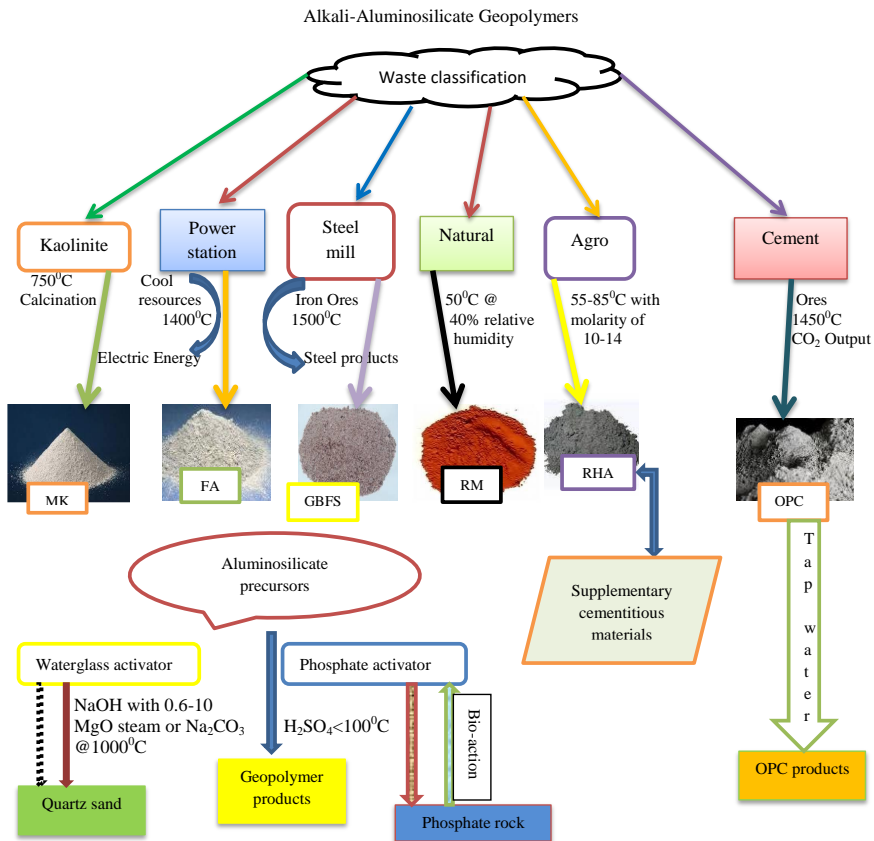 Alkali-Aluminosilicate Geopolymers
Waste classification
Kaolinite
Power
station
Steel
mill
Natural
Agro
Cement
750⁰C
Calcination
Cool
resources
1400⁰C
Electric Energy
Iron Ores
1500⁰C
Steel products
50⁰C @
40% relative
humidity
55-85⁰C with
molarity of
10-14
Ores
1450⁰C
CO₂ Output
MK
FA
GBFS
RM
RHA
OPC
Aluminosilicate
precursors
Supplementary
cementitious
materials
Tap water
Waterglass activator
Phosphate activator
NaOH with 0.6-10
MgO steam or Na₂CO₃
@1000⁰C
H₂SO₄<100⁰C
Bio-action
Geopolymer
products
OPC products
Quartz sand
Phosphate rock